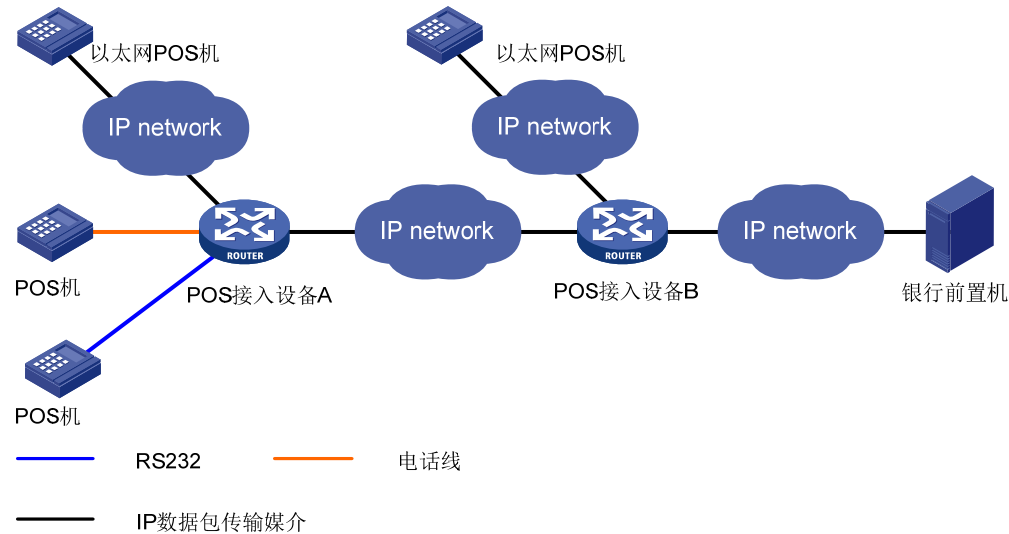 以太网POS机
以太网POS机
IP network
IP network
IP network
IP network
ROUTER
ROUTER
POS机
POS接入设备A
POS接入设备B
银行前置机
POS机
RS232
电话线
IP数据包传输媒介